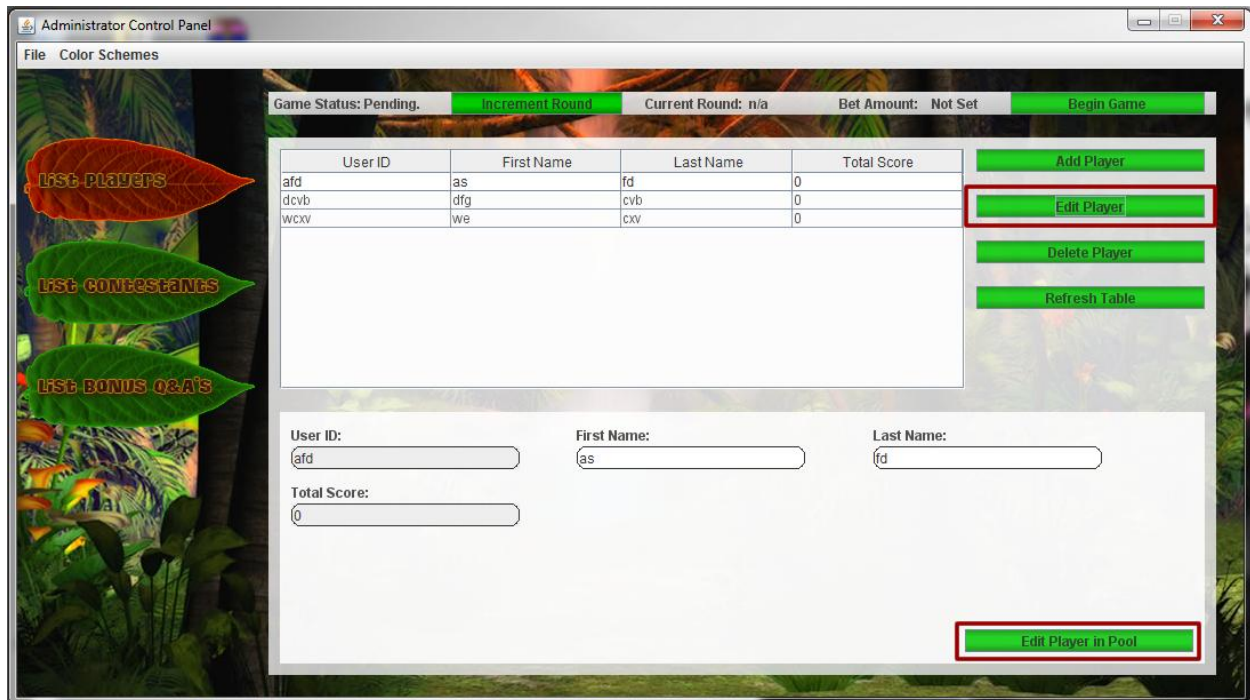 Administrator Control Panel
File Color Schemes
Game Status: Pending. Increment Round Current Round: n/a Bet Amount: Not Set Begin Game
List Players
List Contestants
List Bonus Q&A's
User ID First Name Last Name Total Score
afd as fd 0
dcvb dfg cvb 0
wcxv we cxv 0
Add Player
Edit Player
Delete Player
Refresh Table
User ID: First Name: Last Name:
afd as fd
Total Score:
0
Edit Player in Pool